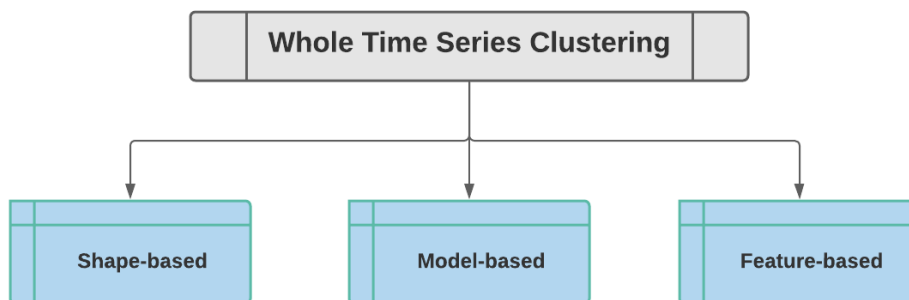 Whole Time Series Clustering
Shape-based
Model-based
Feature-based